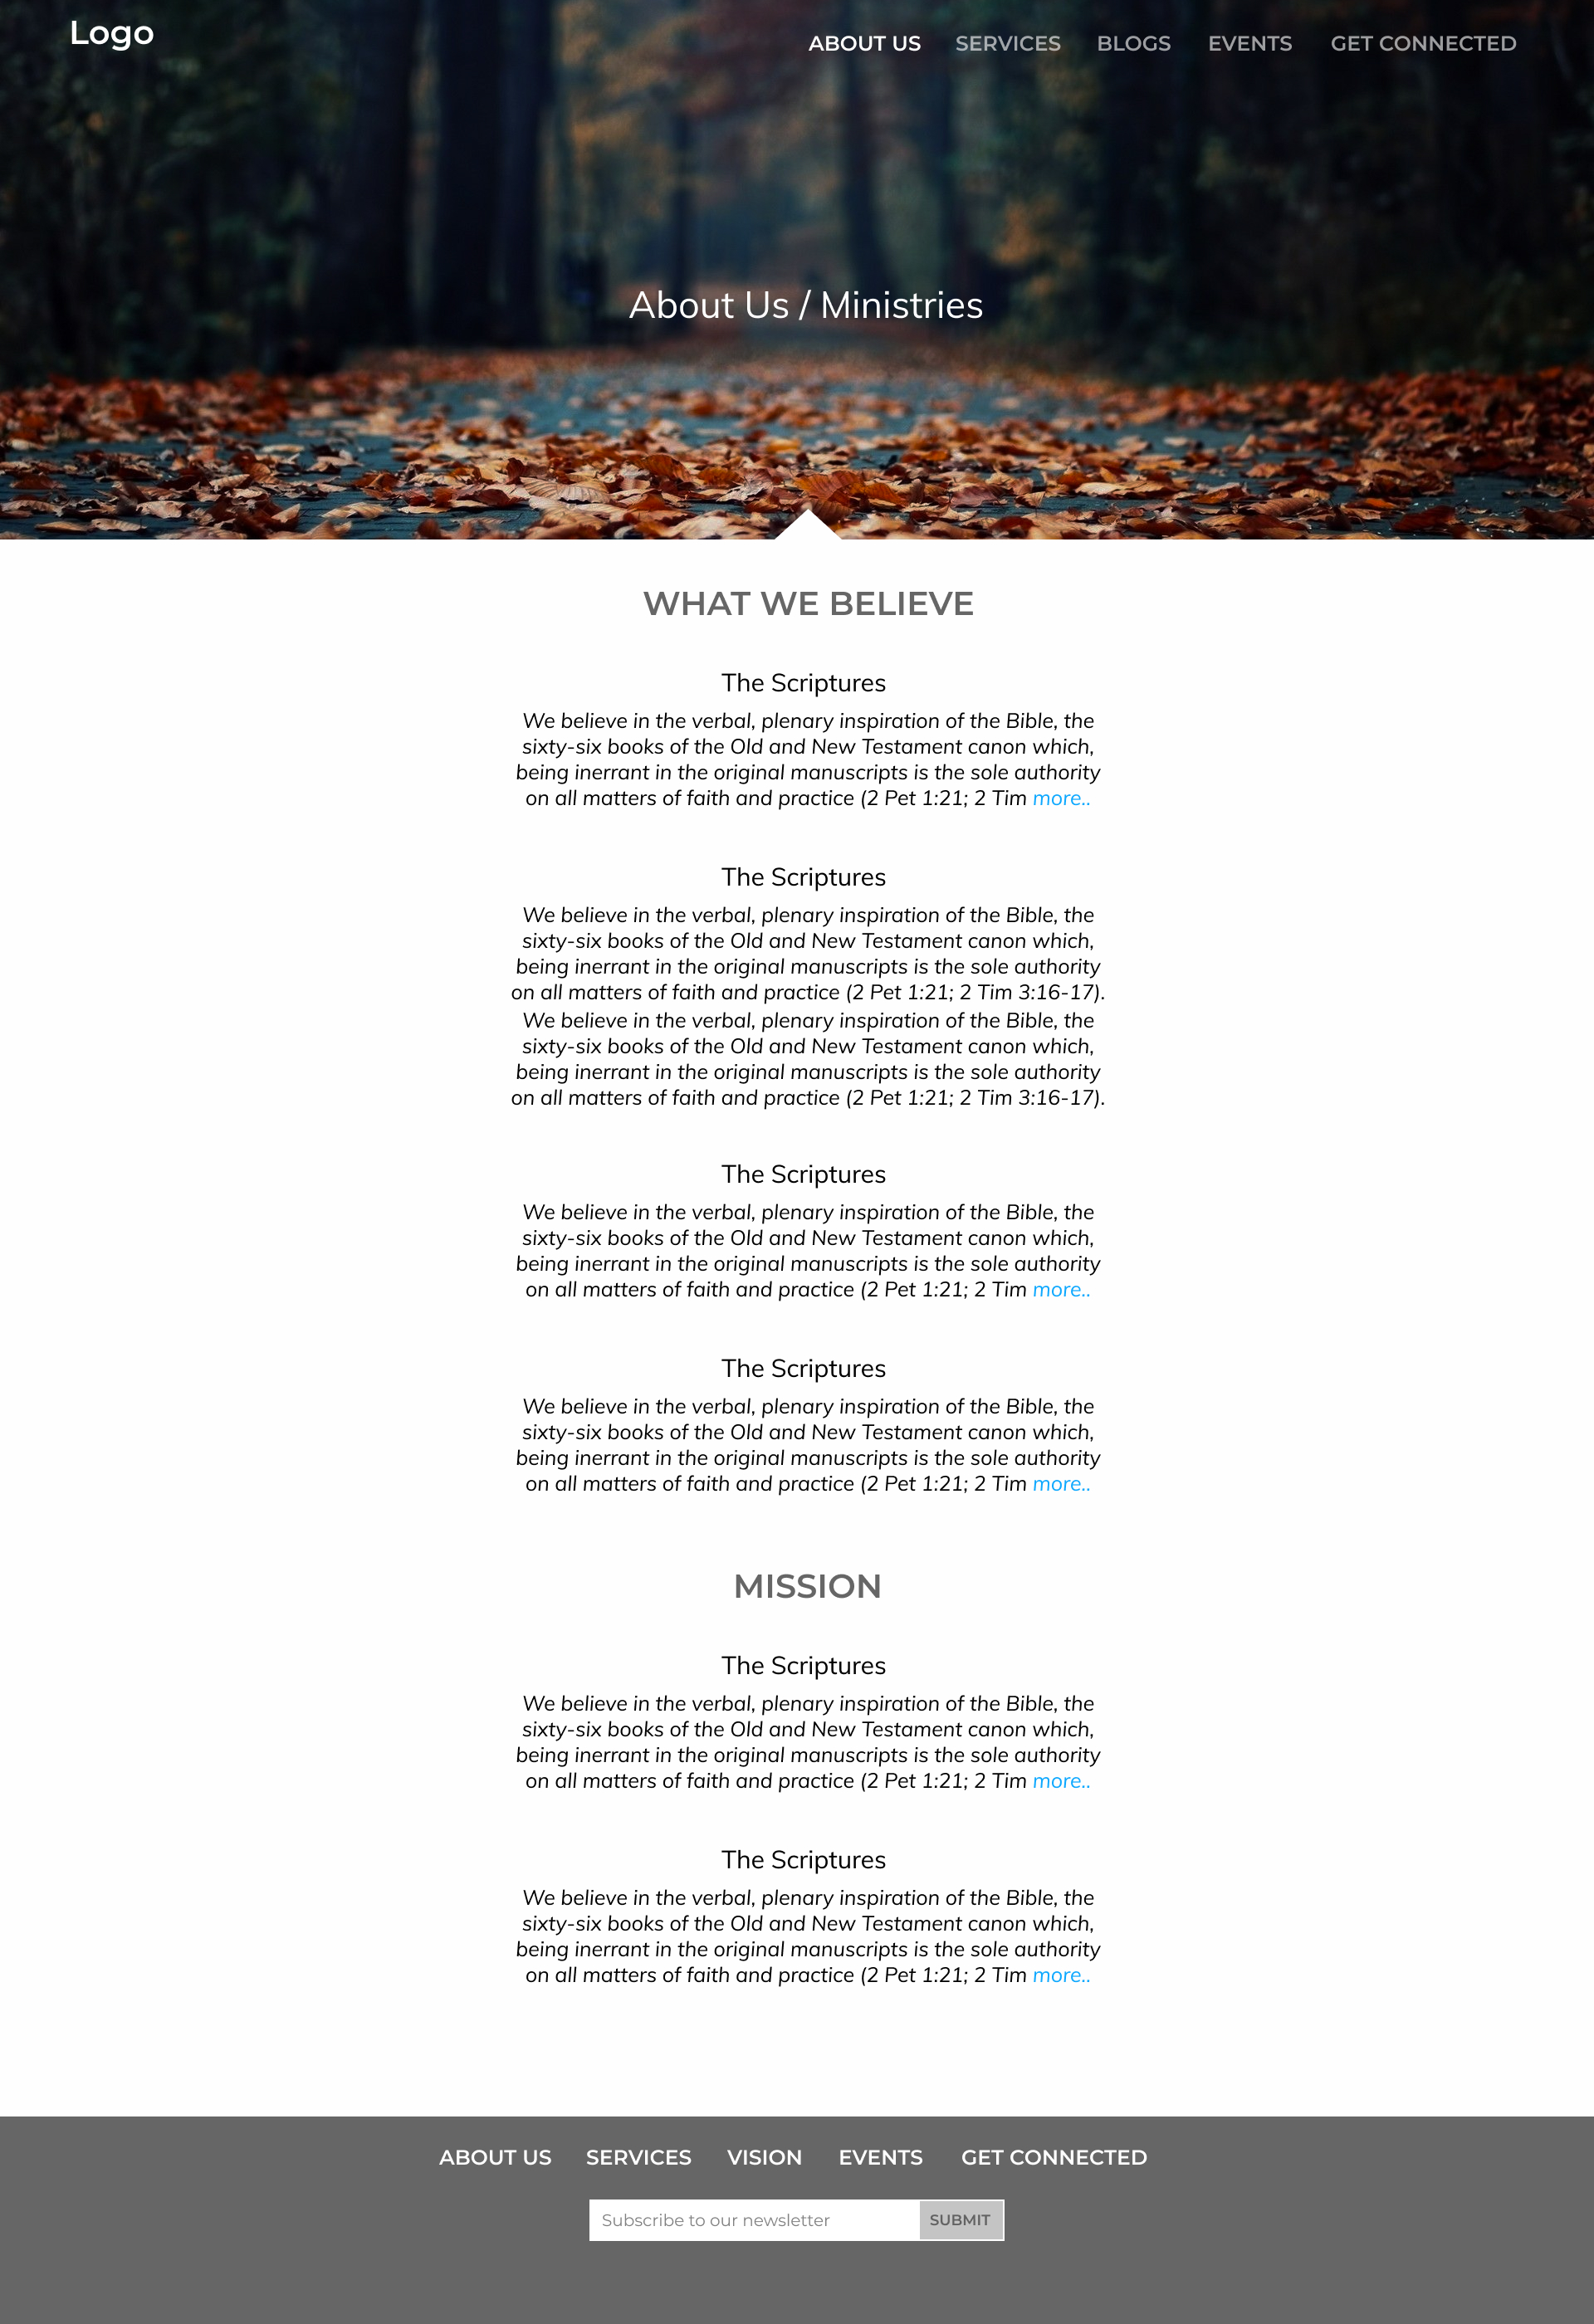 Logo
ABOUT US SERVICES BLOGS EVENTS GET CONNECTED
About Us / Ministries
WHAT WE BELIEVE
The Scriptures
We believe in the verbal, plenary inspiration of the Bible, the
sixty-six books of the Old and New Testament canon which,
being inerrant in the original manuscripts is the sole authority
on all matters of faith and practice (2 Pet 1:21; 2 Tim more..
The Scriptures
We believe in the verbal, plenary inspiration of the Bible, the
sixty-six books of the Old and New Testament canon which,
being inerrant in the original manuscripts is the sole authority
on all matters of faith and practice (2 Pet 1:21; 2 Tim 3:16-17).
We believe in the verbal, plenary inspiration of the Bible, the
sixty-six books of the Old and New Testament canon which,
being inerrant in the original manuscripts is the sole authority
on all matters of faith and practice (2 Pet 1:21; 2 Tim 3:16-17).
The Scriptures
We believe in the verbal, plenary inspiration of the Bible, the
sixty-six books of the Old and New Testament canon which,
being inerrant in the original manuscripts is the sole authority
on all matters of faith and practice (2 Pet 1:21; 2 Tim more..
The Scriptures
We believe in the verbal, plenary inspiration of the Bible, the
sixty-six books of the Old and New Testament canon which,
being inerrant in the original manuscripts is the sole authority
on all matters of faith and practice (2 Pet 1:21; 2 Tim more..
MISSION
The Scriptures
We believe in the verbal, plenary inspiration of the Bible, the
sixty-six books of the Old and New Testament canon which,
being inerrant in the original manuscripts is the sole authority
on all matters of faith and practice (2 Pet 1:21; 2 Tim more..
The Scriptures
We believe in the verbal, plenary inspiration of the Bible, the
sixty-six books of the Old and New Testament canon which,
being inerrant in the original manuscripts is the sole authority
on all matters of faith and practice (2 Pet 1:21; 2 Tim more..
ABOUT US SERVICES VISION EVENTS GET CONNECTED
Subscribe to our newsletter SUBMIT